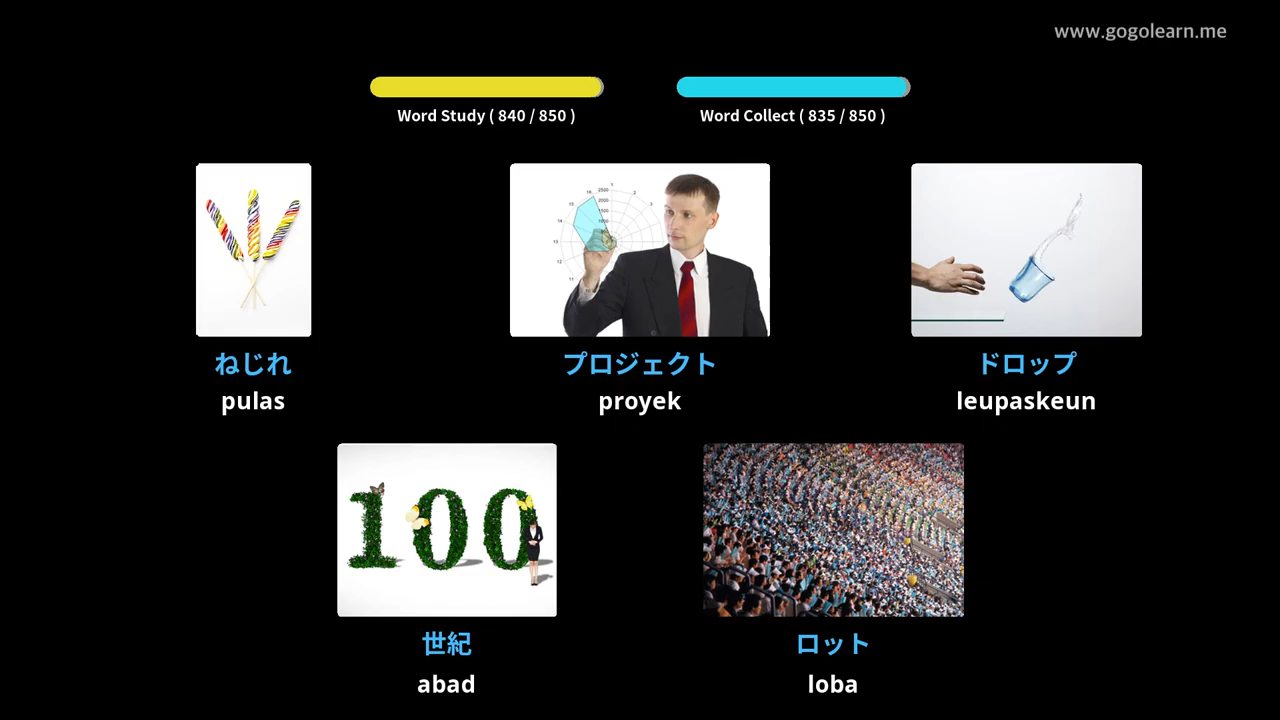 www.gogolearn.me
Word Study ( 840 / 850 )
Word Collect ( 835 / 850 )
ねじれ
pulas
プロジェクト
proyek
ドロップ
leupaskeun
100
世紀
abad
ロット
loba